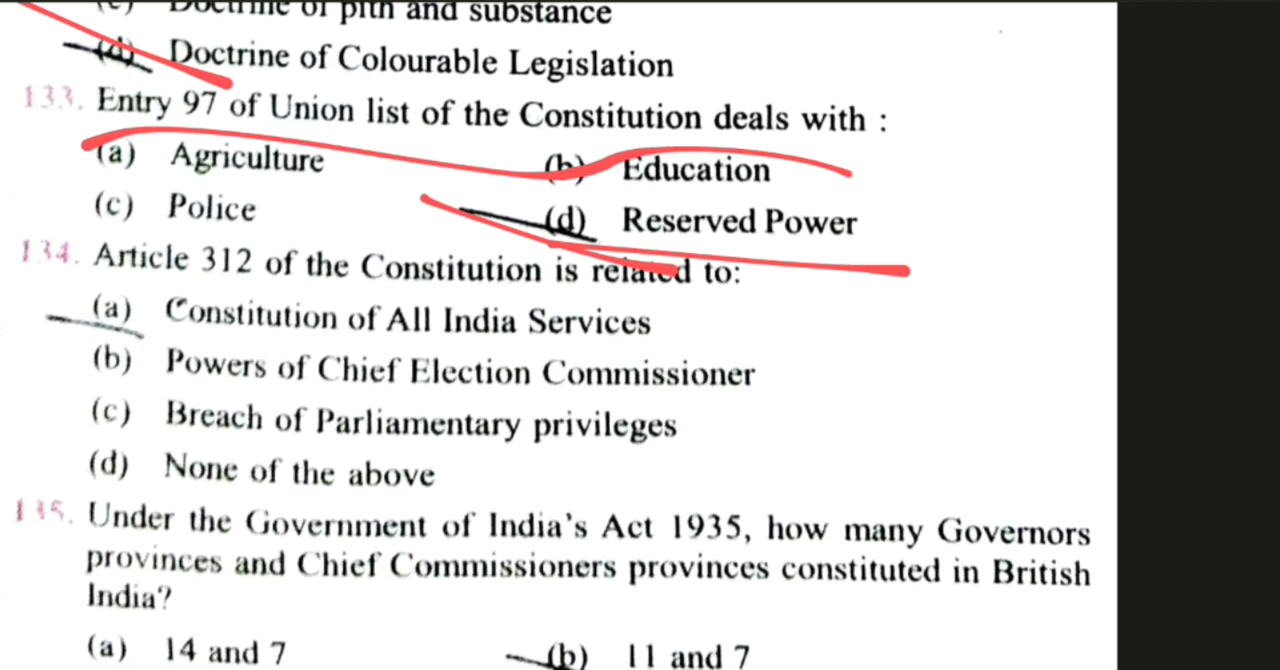 (c) Doctrine of pith and substance
(d) Doctrine of Colourable Legislation
133. Entry 97 of Union list of the Constitution deals with :
(a) Agriculture (b) Education
(c) Police (d) Reserved Power
134. Article 312 of the Constitution is related to:
(a) Constitution of All India Services
(b) Powers of Chief Election Commissioner
(c) Breach of Parliamentary privileges
(d) None of the above
135. Under the Government of India's Act 1935, how many Governors
provinces and Chief Commissioners provinces constituted in British
India?
(a) 14 and 7 (b) 11 and 7